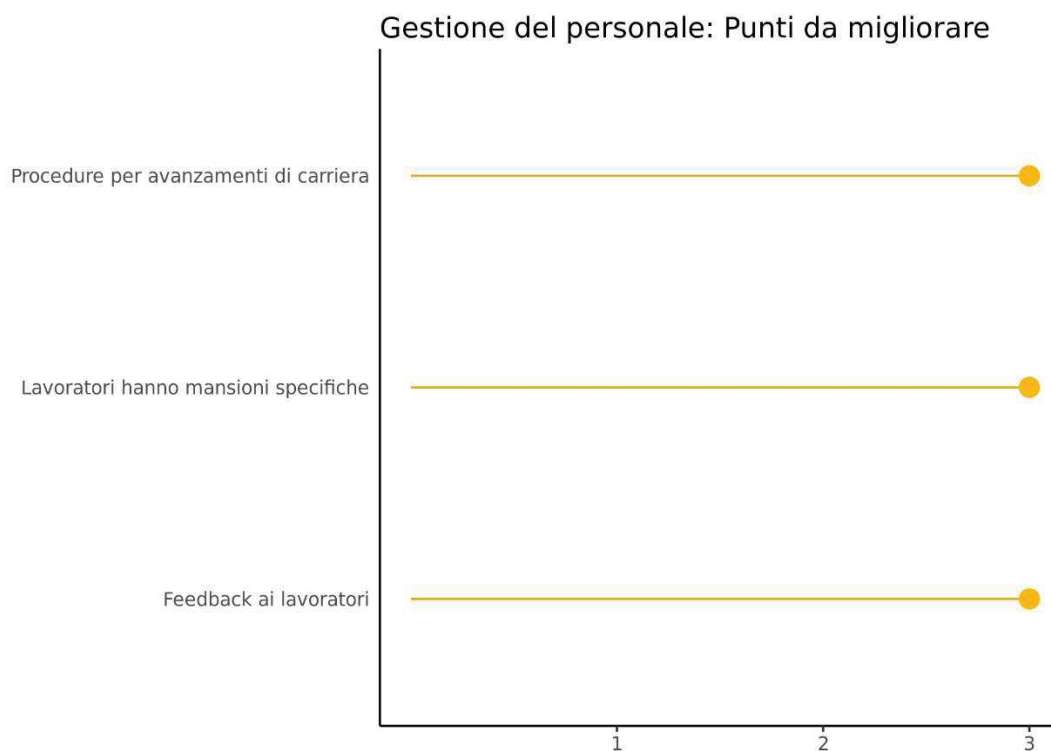 Gestione del personale: Punti da migliorare
Procedure per avanzamenti di carriera
Lavoratori hanno mansioni specifiche
Feedback ai lavoratori
1 2 3